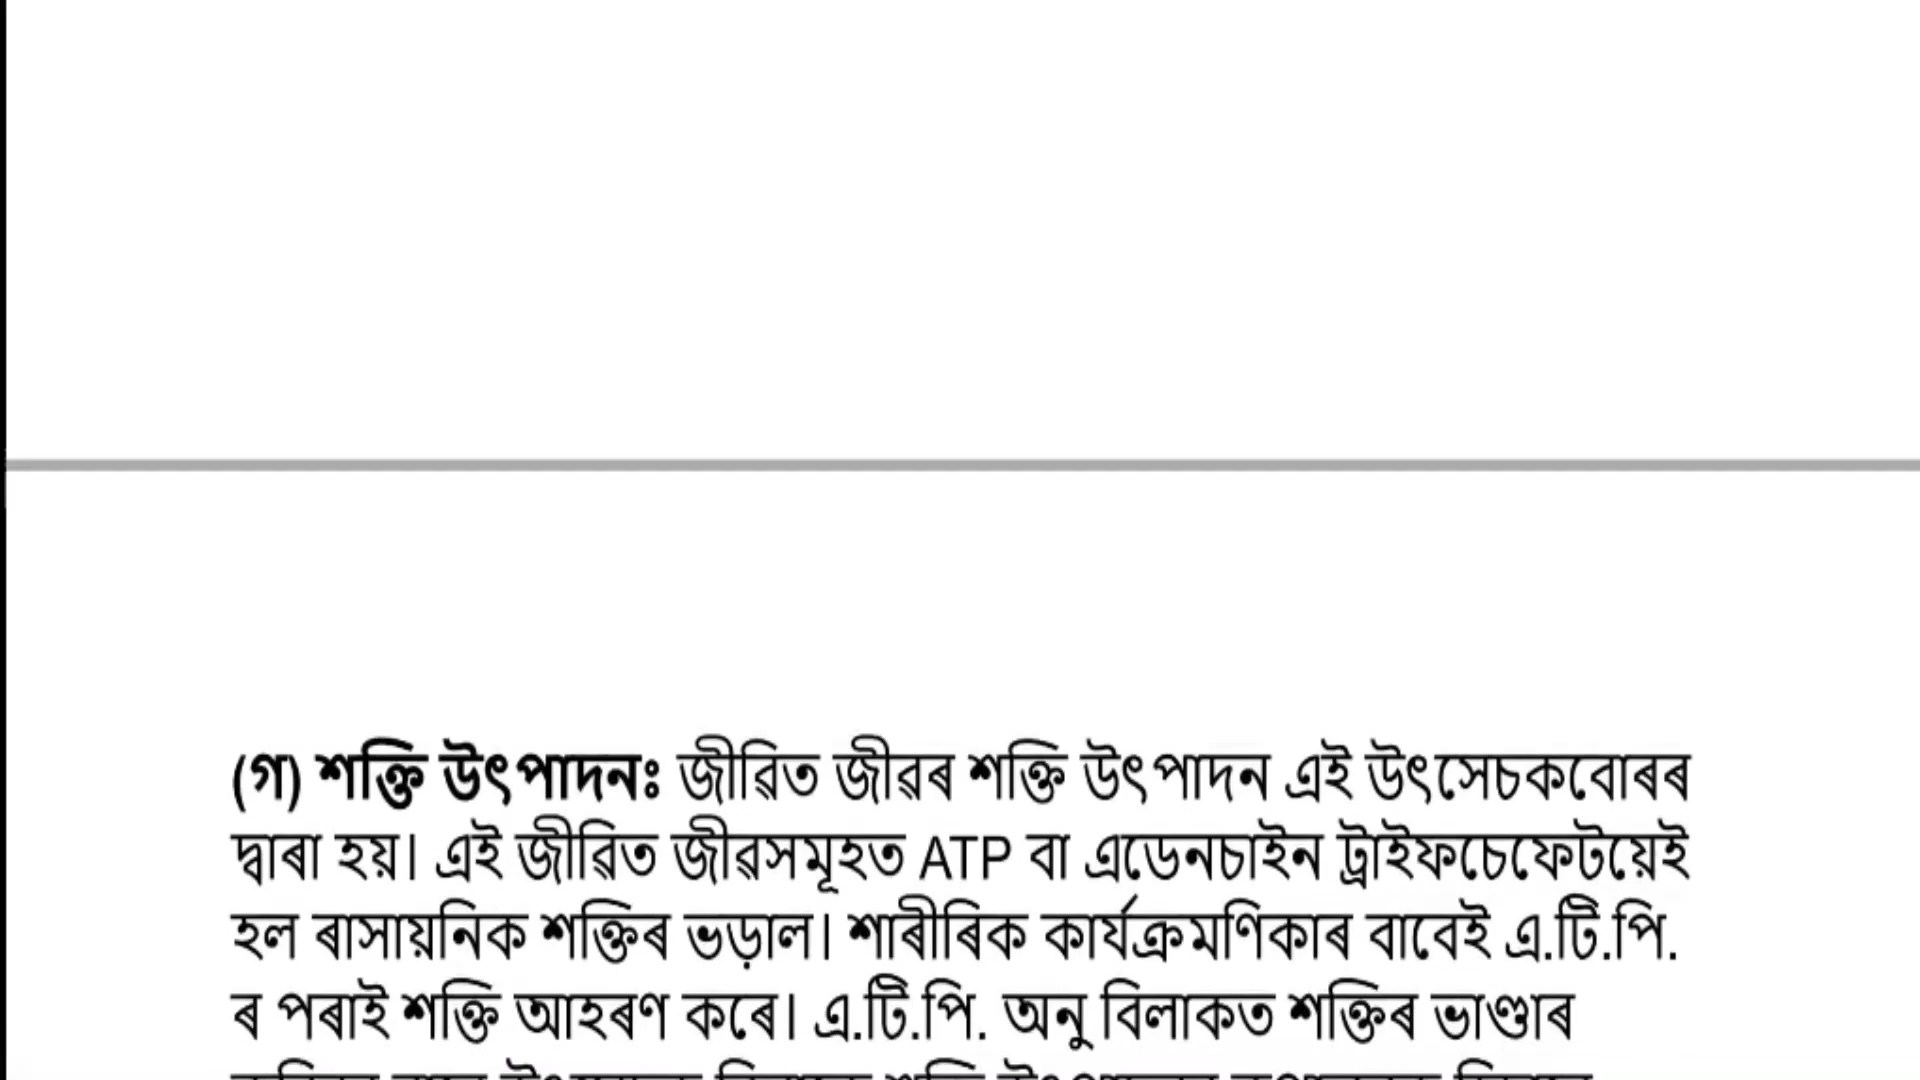 (গ) শক্তি উৎপাদনঃ জীৱিত জীৱৰ শক্তি উৎপাদন এই উৎসেচকবোৰৰ
দ্বাৰা হয়। এই জীৱিত জীৱসমূহত ATP বা এডেনচাইন ট্ৰাইফচেফেটয়েই
হল ৰাসায়নিক শক্তিৰ ভড়াল। শাৰীৰিক কাৰ্যক্ৰমণিকাৰ বাবেই এ.টি.পি.
ৰ পৰাই শক্তি আহৰণ কৰে। এ.টি.পি. অনু বিলাকত শক্তিৰ ভাণ্ডাৰ